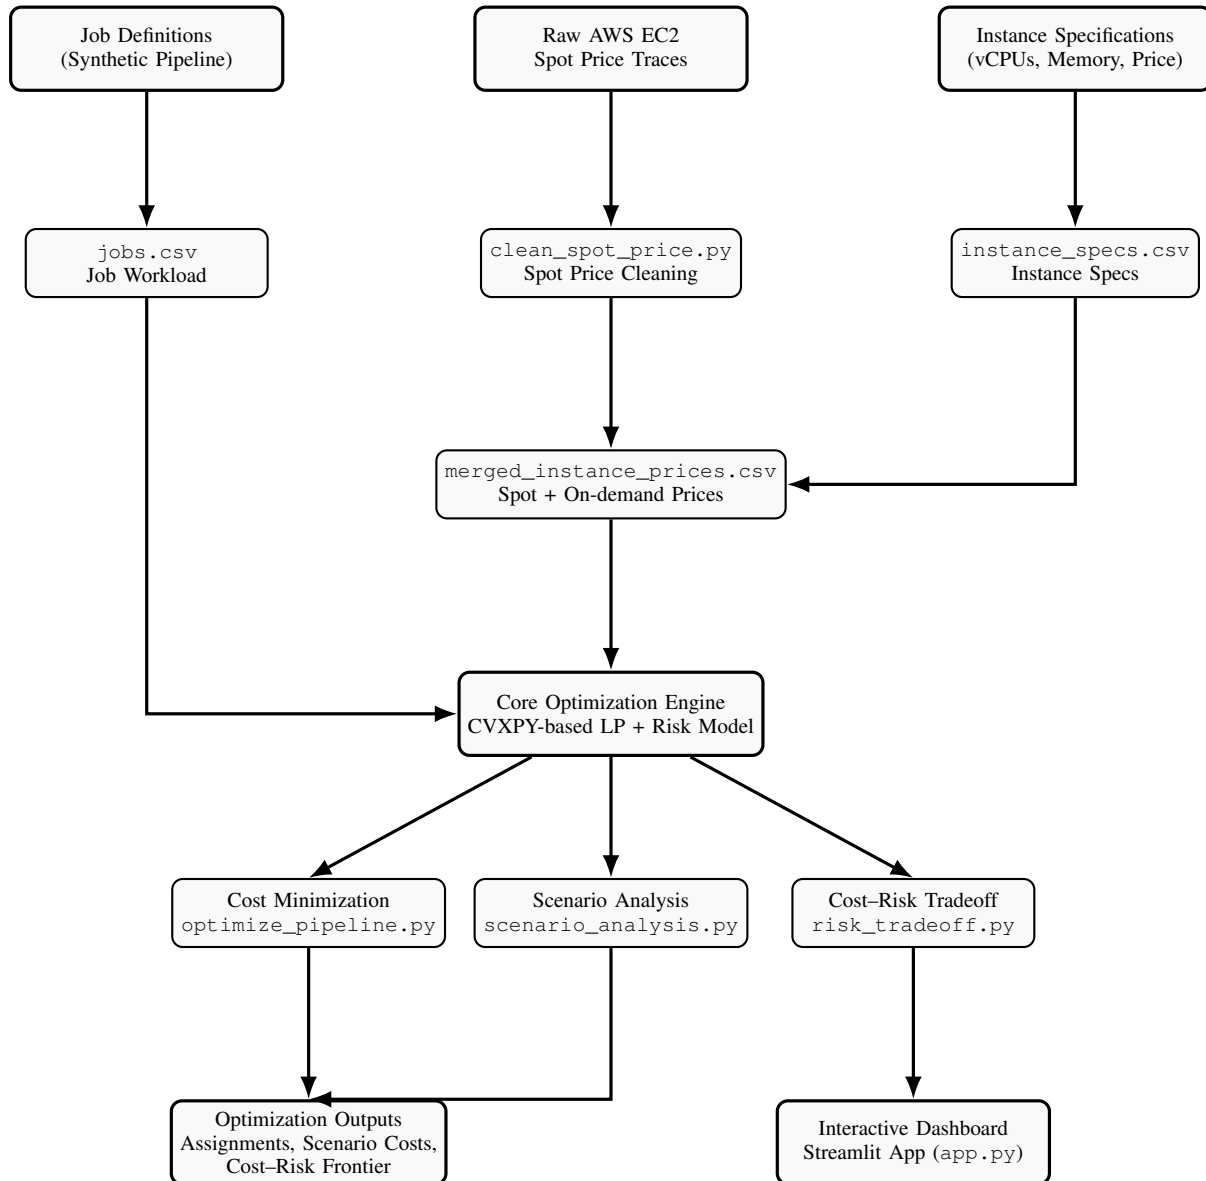 Job Definitions
(Synthetic Pipeline)
Raw AWS EC2
Spot Price Traces
Instance Specifications
(vCPUs, Memory, Price)
jobs.csv
Job Workload
clean_spot_price.py
Spot Price Cleaning
instance_specs.csv
Instance Specs
merged_instance_prices.csv
Spot + On-demand Prices
Core Optimization Engine
CVXPY-based LP + Risk Model
Cost Minimization
optimize_pipeline.py
Scenario Analysis
scenario_analysis.py
Cost–Risk Tradeoff
risk_tradeoff.py
Optimization Outputs
Assignments, Scenario Costs,
Cost–Risk Frontier
Interactive Dashboard
Streamlit App (app.py)